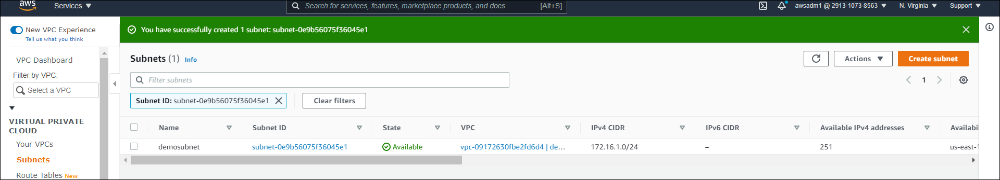 aws Services Search for services, features, marketplace products, and docs [Alt+S] awsadm1 @ 2913-1073-8563 N. Virginia Support
New VPC Experience
Tell us what you think
You have successfully created 1 subnet: subnet-0e9b56075f36045e1
VPC Dashboard
Filter by VPC:
Select a VPC
VIRTUAL PRIVATE
CLOUD
Your VPCs
Subnets
Route Tables New
Subnets (1) Info
Actions
Create subnet
Filter subnets
1
Subnet ID: subnet-0e9b56075f36045e1
Clear filters
Name Subnet ID State VPC IPv4 CIDR IPv6 CIDR Available IPv4 addresses Availabil
demosubnet subnet-0e9b56075f36045e1 Available vpc-09172630fbe2fd6d4 | de... 172.16.1.0/24 – 251 us-east-1